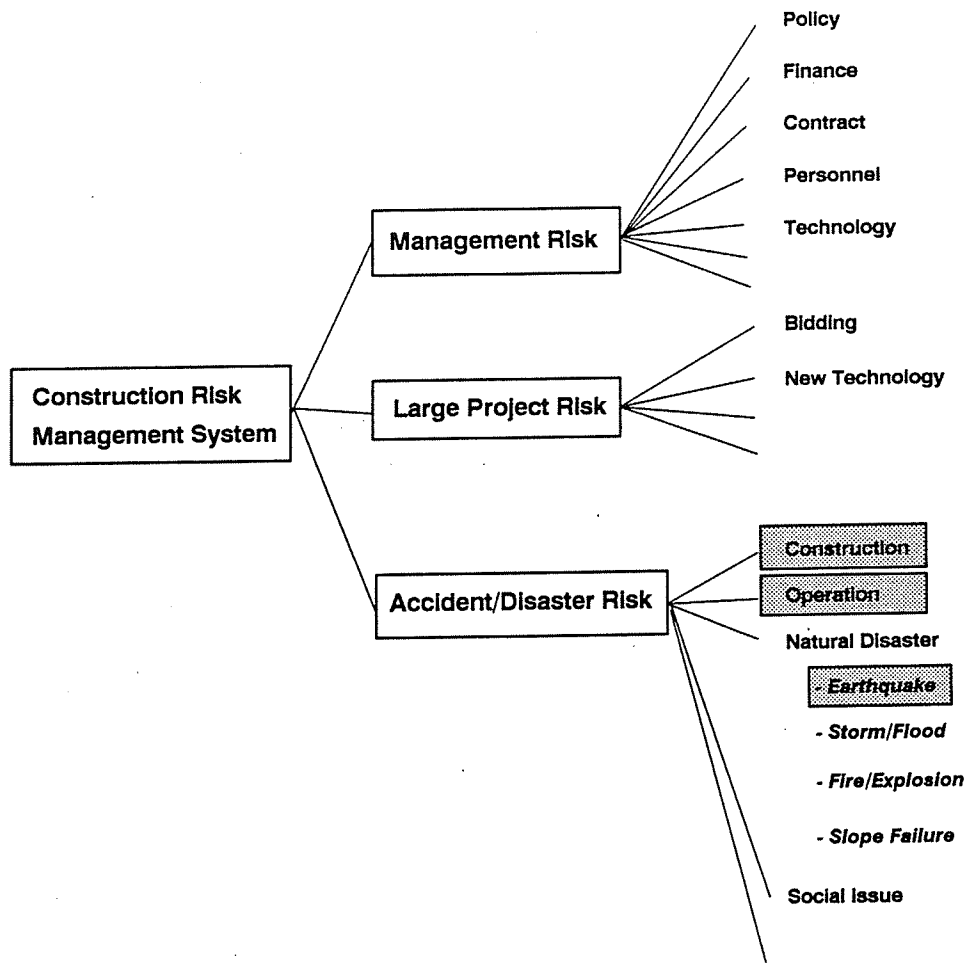 Policy
Finance
Contract
Personnel
Management Risk
Technology
Bidding
Construction Risk
Management System
Large Project Risk
New Technology
Construction
Accident/Disaster Risk
Operation
Natural Disaster
- Earthquake
- Storm/Flood
- Fire/Explosion
- Slope Failure
Social Issue